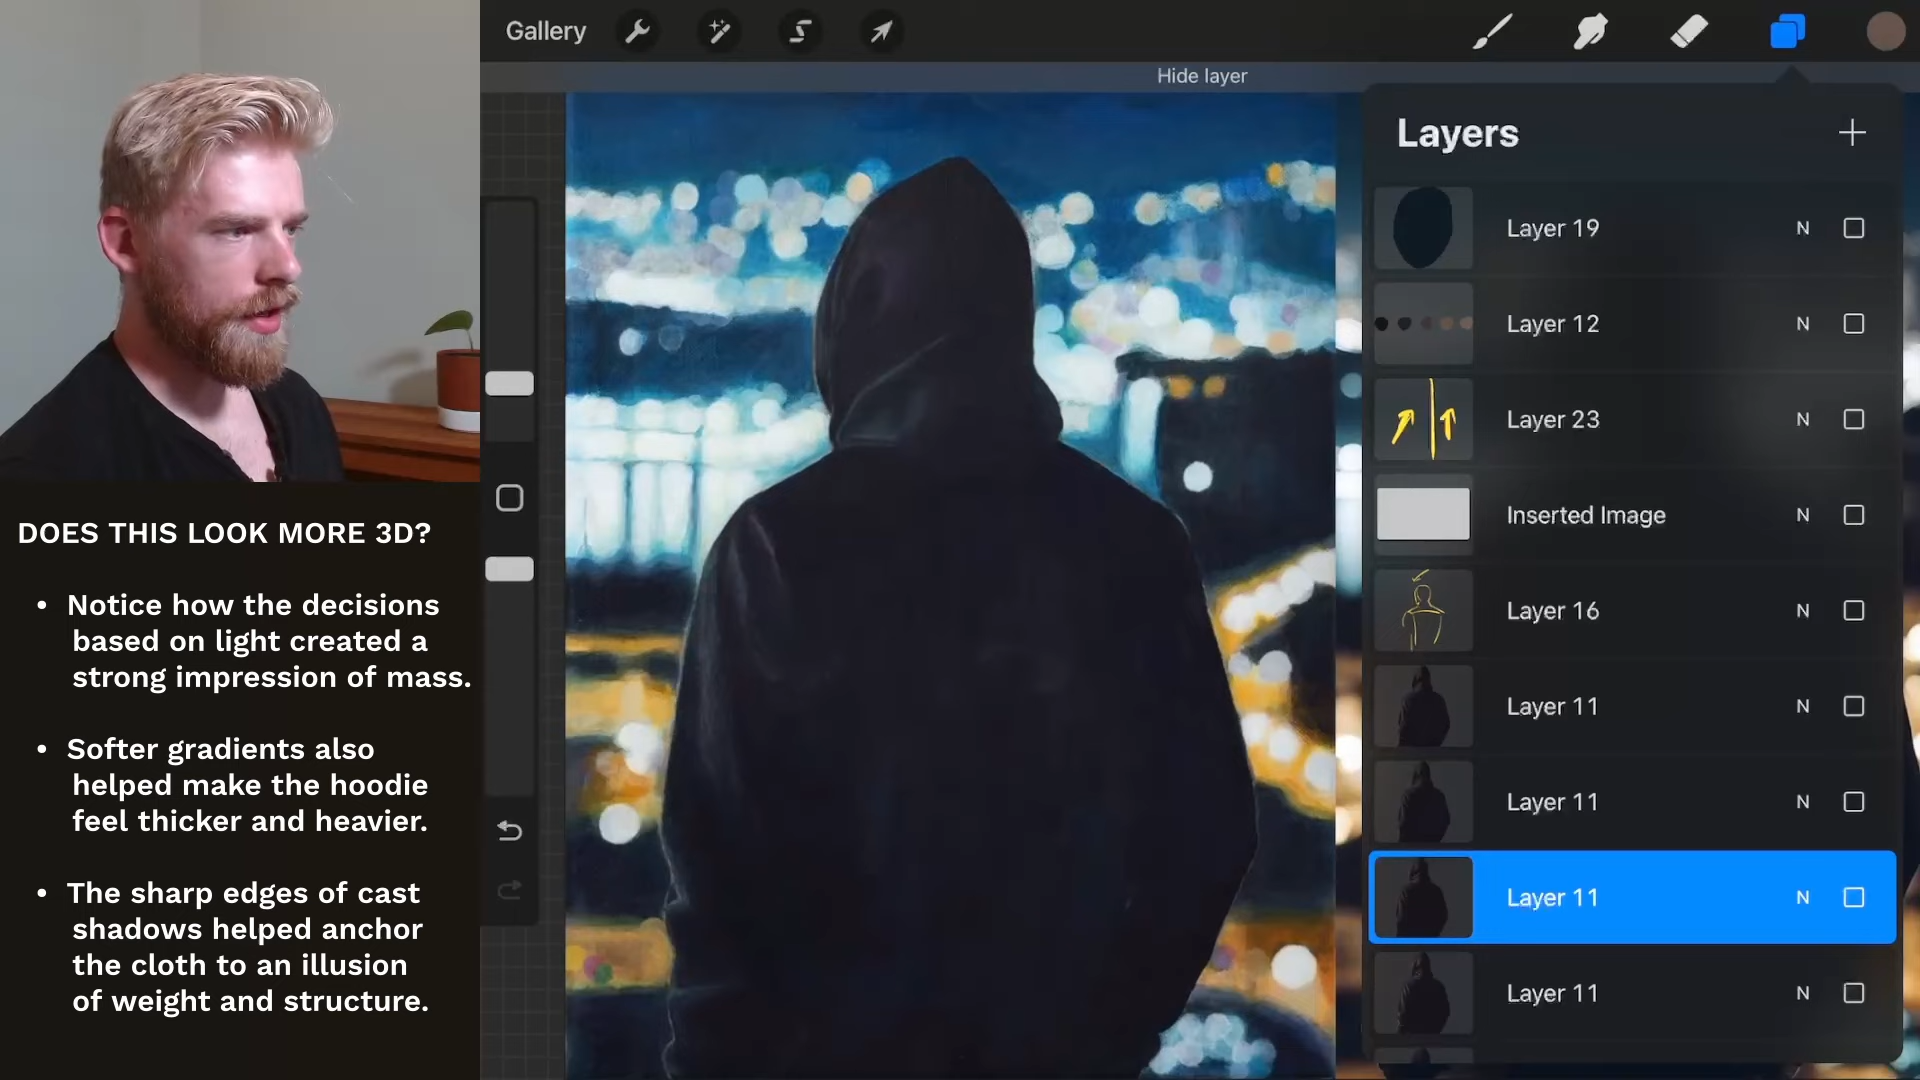 Gallery
Hide layer
Layers
Layer 19 N
Layer 12 N
Layer 23 N
Inserted Image N
Layer 16 N
Layer 11 N
Layer 11 N
Layer 11 N
Layer 11 N
DOES THIS LOOK MORE 3D?
• Notice how the decisions
based on light created a
strong impression of mass.
• Softer gradients also
helped make the hoodie
feel thicker and heavier.
• The sharp edges of cast
shadows helped anchor
the cloth to an illusion
of weight and structure.